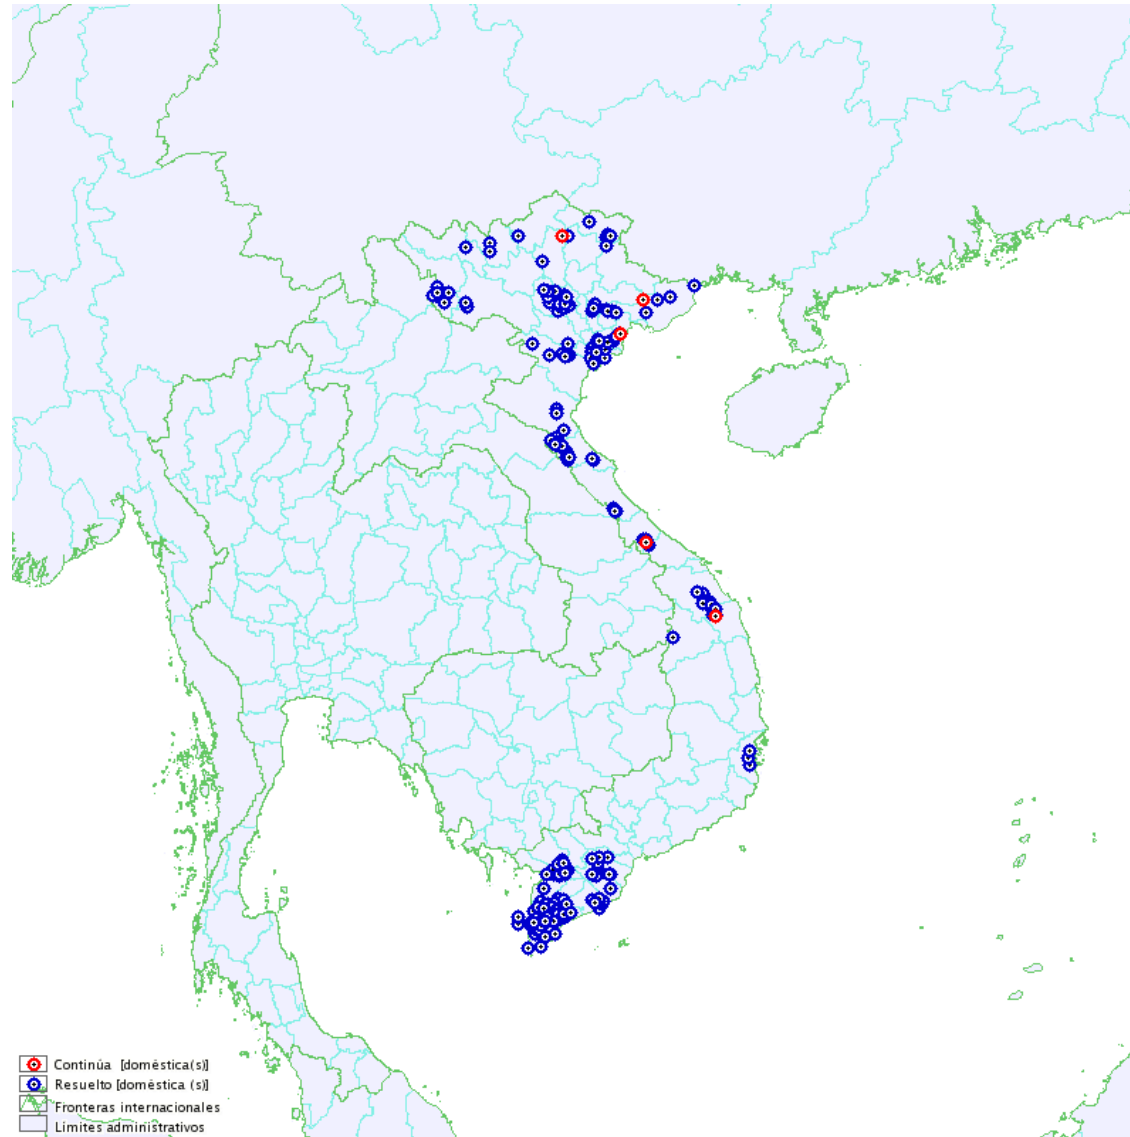 Continúa [doméstica(s)]
Resuelto [doméstica (s)]
Fronteras internacionales
Límites administrativos